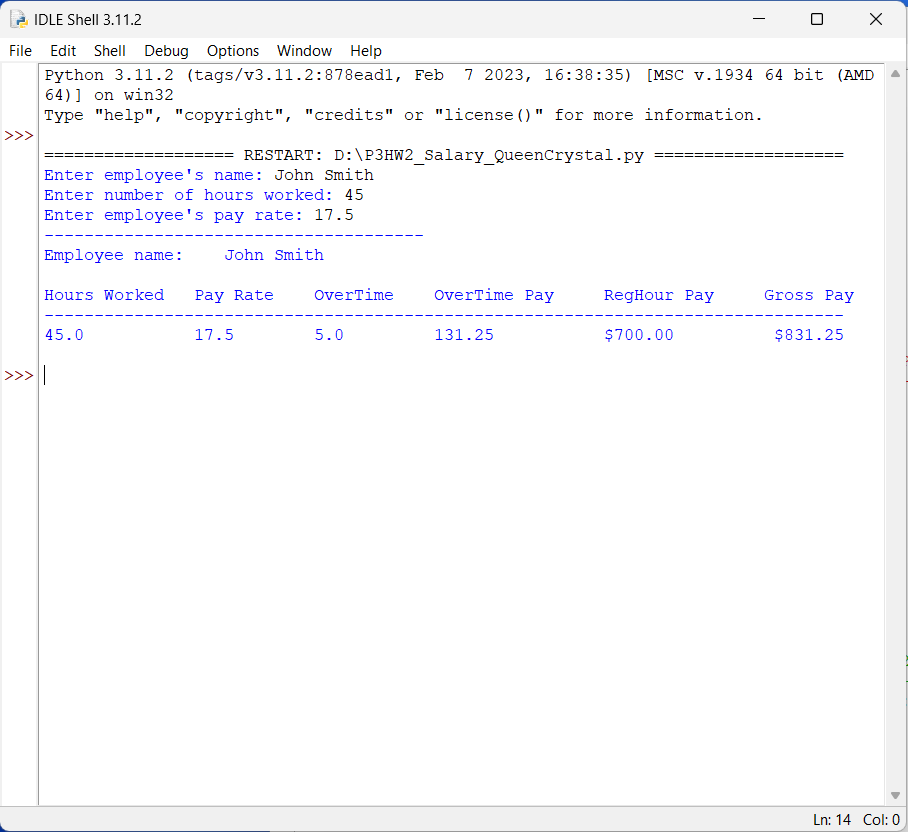 IDLE Shell 3.11.2
File Edit Shell Debug Options Window Help
Python 3.11.2 (tags/v3.11.2:878ead1, Feb  7 2023, 16:38:35) [MSC v.1934 64 bit (AMD
64)] on win32
Type "help", "copyright", "credits" or "license()" for more information.
>>>
=================== RESTART: D:\P3HW2_Salary_QueenCrystal.py ===================
Enter employee's name: John Smith
Enter number of hours worked: 45
Enter employee's pay rate: 17.5
--------------------------------------
Employee name:    John Smith
Hours Worked   Pay Rate    OverTime    OverTime Pay     RegHour Pay     Gross Pay
--------------------------------------------------------------------------------
45.0           17.5        5.0         131.25           $700.00          $831.25
>>>
Ln: 14 Col: 0